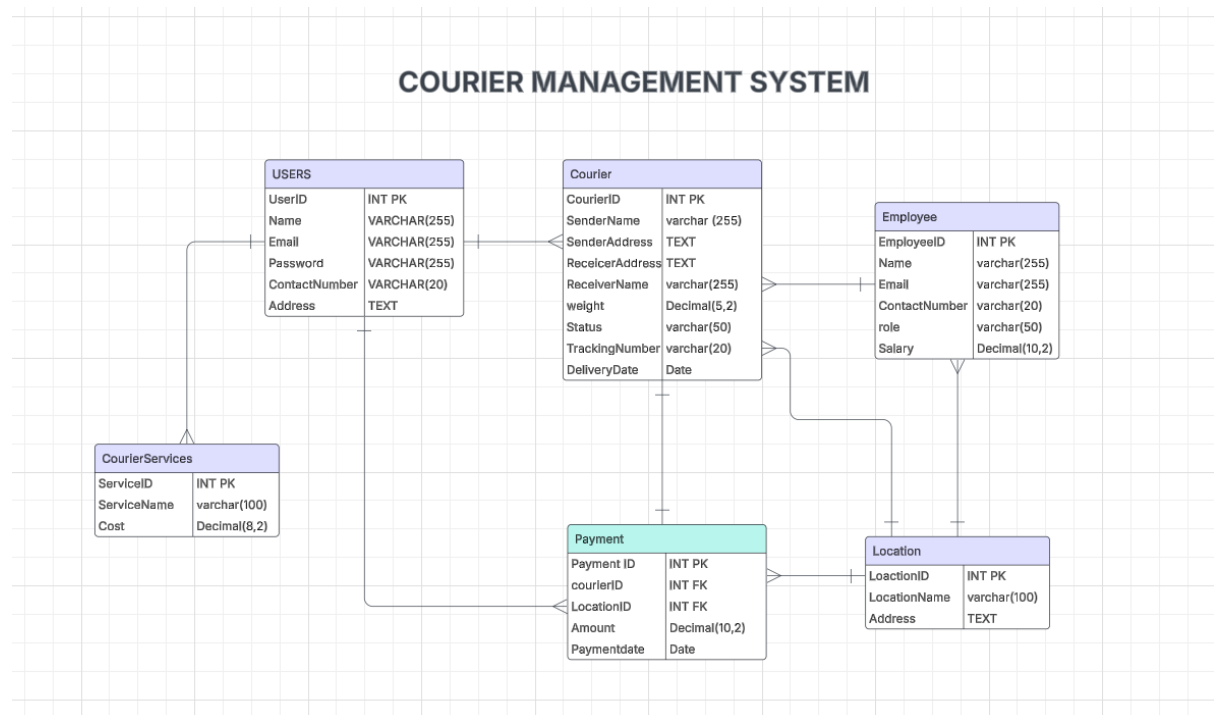 COURIER MANAGEMENT SYSTEM
USERS
UserID INT PK
Name VARCHAR(255)
Email VARCHAR(255)
Password VARCHAR(255)
ContactNumber VARCHAR(20)
Address TEXT
Courier
CourierID INT PK
SenderName varchar (255)
SenderAddress TEXT
ReceicerAddress TEXT
ReceiverName varchar(255)
weight Decimal(5,2)
Status varchar(50)
TrackingNumber varchar(20)
DeliveryDate Date
Employee
EmployeeID INT PK
Name varchar(255)
Email varchar(255)
ContactNumber varchar(20)
role varchar(50)
Salary Decimal(10,2)
CourierServices
ServiceID INT PK
ServiceName varchar(100)
Cost Decimal(8,2)
Payment
Payment ID INT PK
courierID INT FK
LocationID INT FK
Amount Decimal(10,2)
Paymentdate Date
Location
LoactionID INT PK
LocationName varchar(100)
Address TEXT